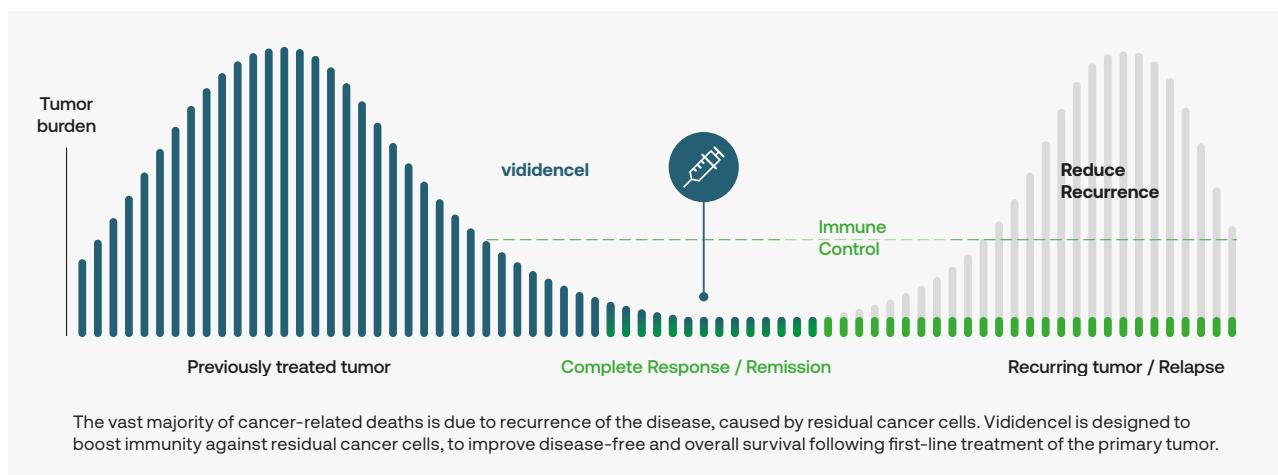 Tumor
burden
vididencel
Reduce
Recurrence
Immune
Control
Previously treated tumor
Complete Response / Remission
Recurring tumor / Relapse
The vast majority of cancer-related deaths is due to recurrence of the disease, caused by residual cancer cells. Vididencel is designed to
boost immunity against residual cancer cells, to improve disease-free and overall survival following first-line treatment of the primary tumor.